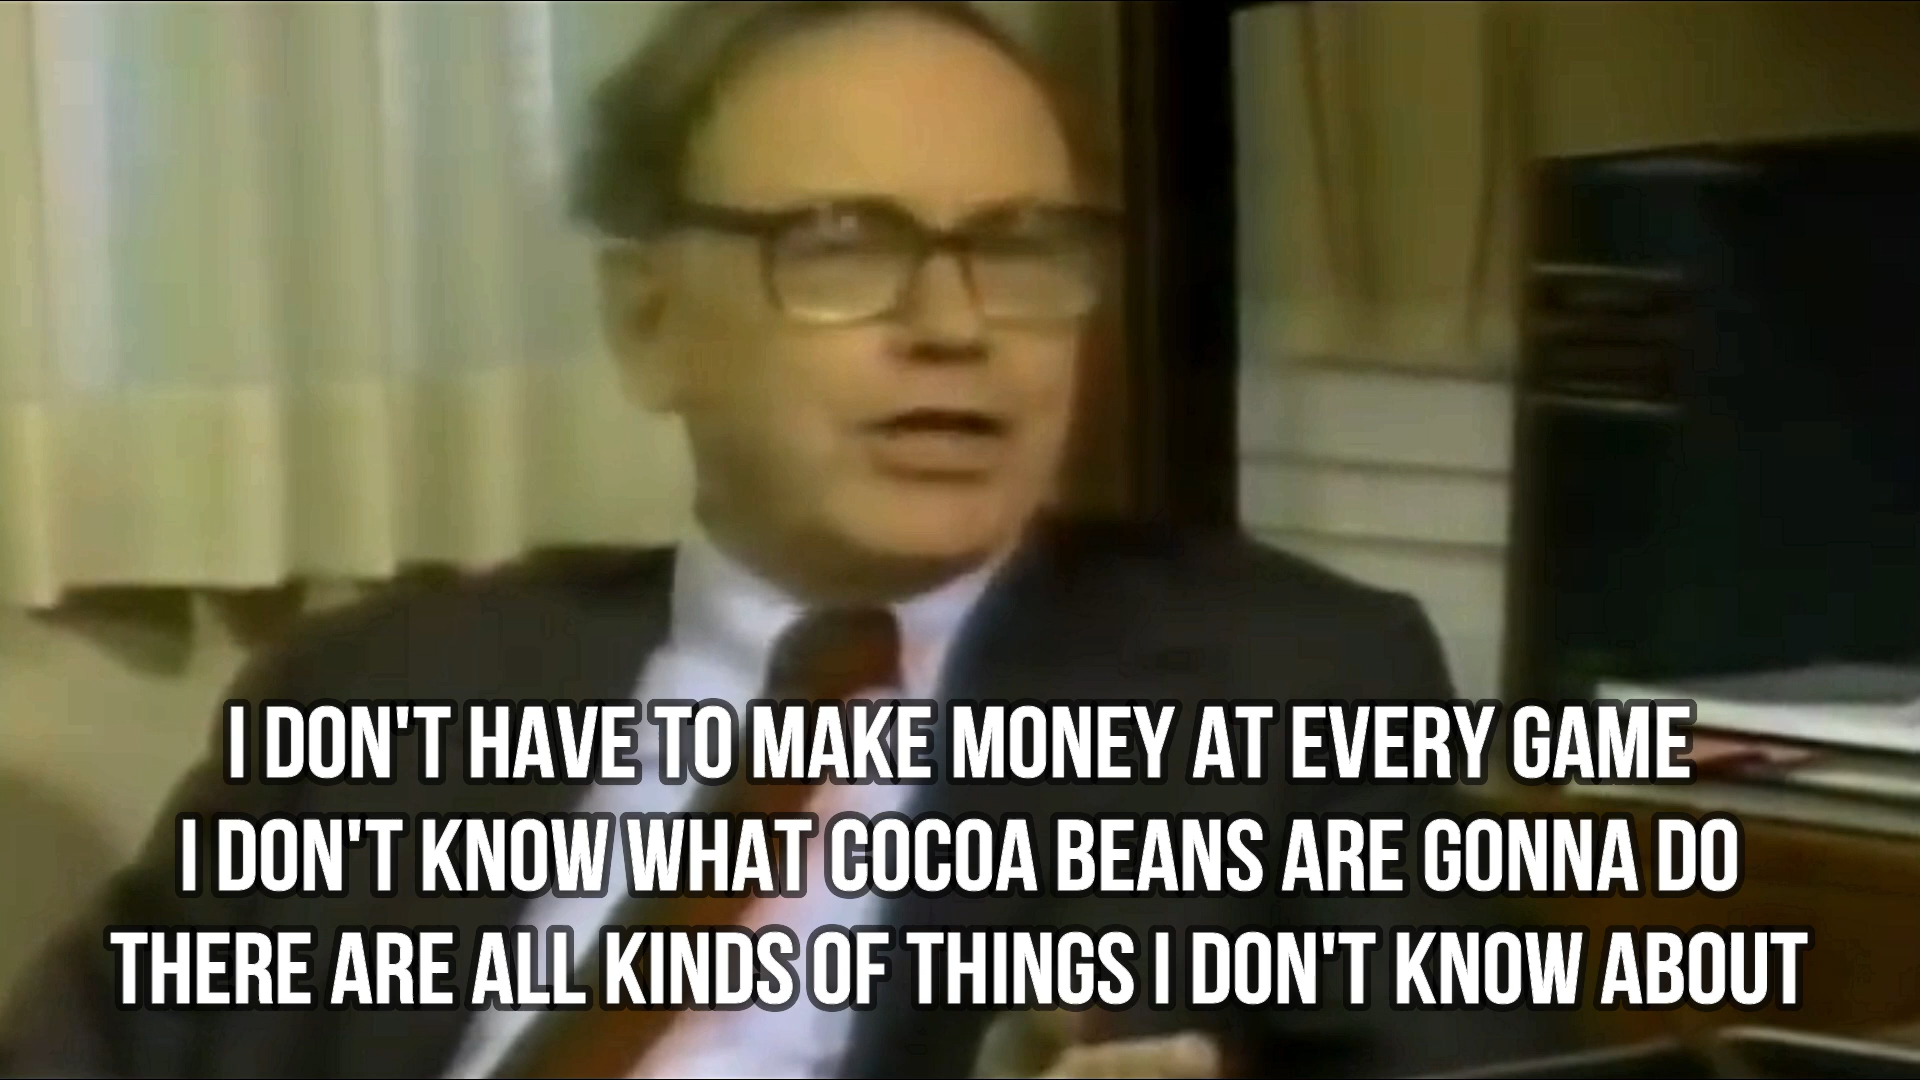 I DON'T HAVE TO MAKE MONEY AT EVERY GAME
I DON'T KNOW WHAT COCOA BEANS ARE GONNA DO
THERE ARE ALL KINDS OF THINGS I DON'T KNOW ABOUT